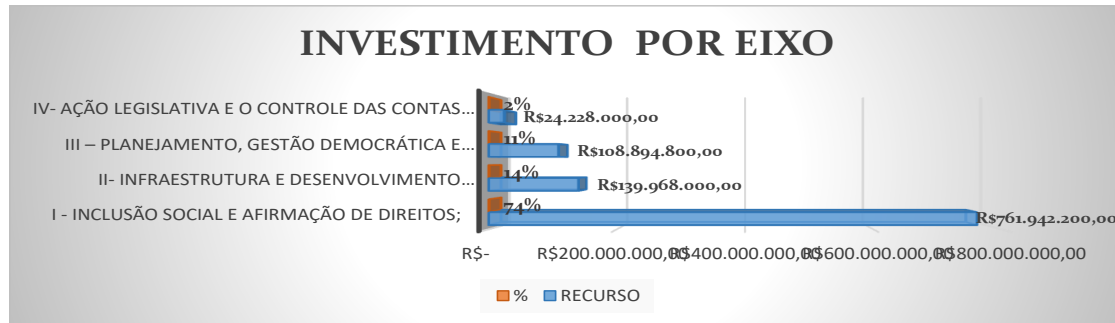 INVESTIMENTO POR EIXO
IV- AÇÃO LEGISLATIVA E O CONTROLE DAS CONTAS...
2%
R$24.228.000,00
III – PLANEJAMENTO, GESTÃO DEMOCRÁTICA E...
11%
R$108.894.800,00
II- INFRAESTRUTURA E DESENVOLVIMENTO...
14%
R$139.968.000,00
I - INCLUSÃO SOCIAL E AFIRMAÇÃO DE DIREITOS;
74%
R$761.942.200,00
R$- R$200.000.000,00 R$400.000.000,00 R$600.000.000,00 R$800.000.000,00
% RECURSO